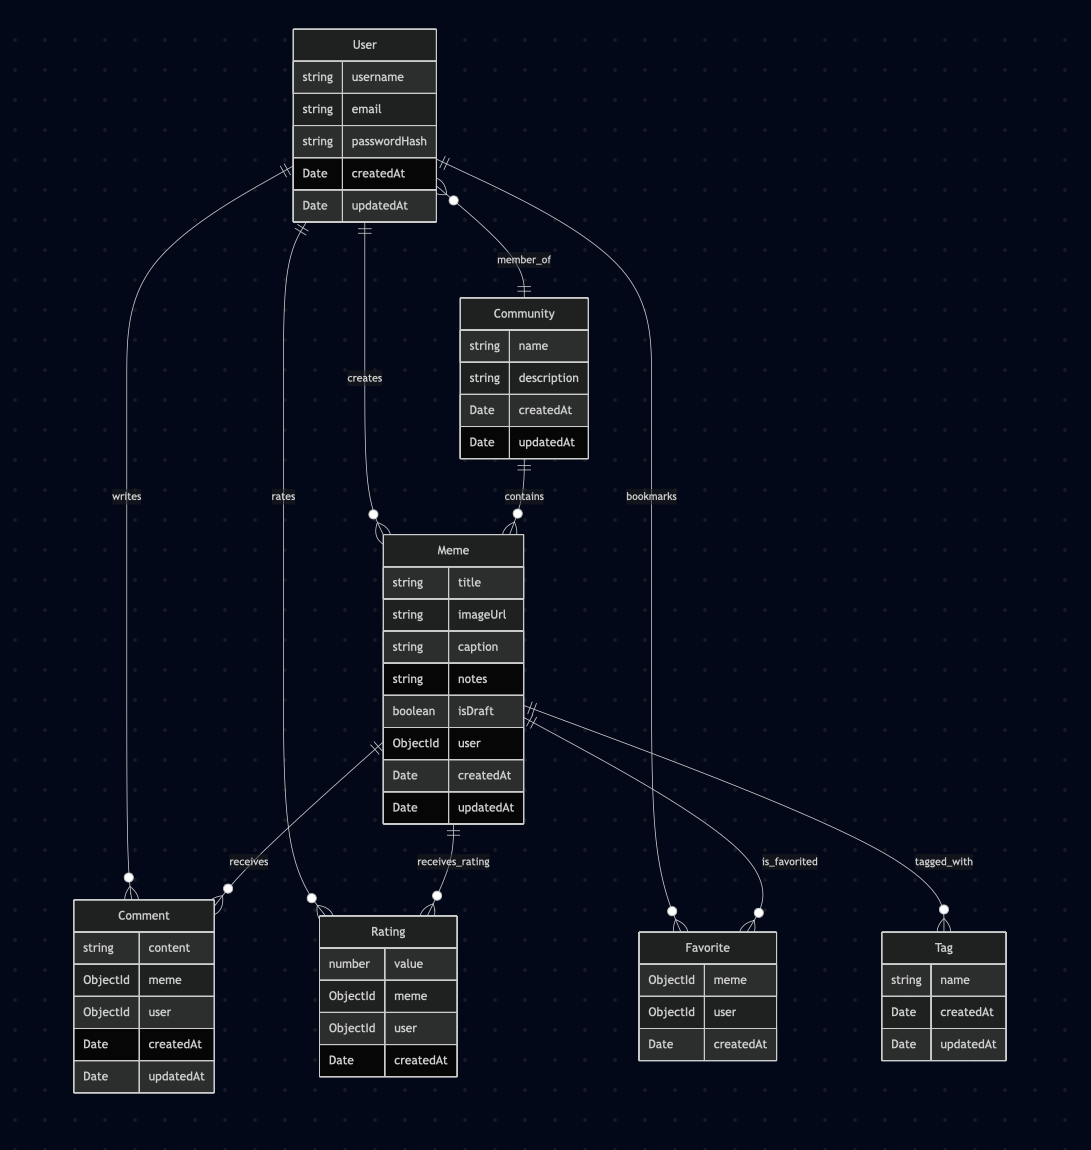 User
string username
string email
string passwordHash
Date createdAt
Date updatedAt
member_of
Community
string name
string description
Date createdAt
Date updatedAt
creates
writes
rates
contains
bookmarks
Meme
string title
string imageUrl
string caption
string notes
boolean isDraft
ObjectId user
Date createdAt
Date updatedAt
receives
receives_rating
is_favorited
tagged_with
Comment
string content
ObjectId meme
ObjectId user
Date createdAt
Date updatedAt
Rating
number value
ObjectId meme
ObjectId user
Date createdAt
Favorite
ObjectId meme
ObjectId user
Date createdAt
Tag
string name
Date createdAt
Date updatedAt